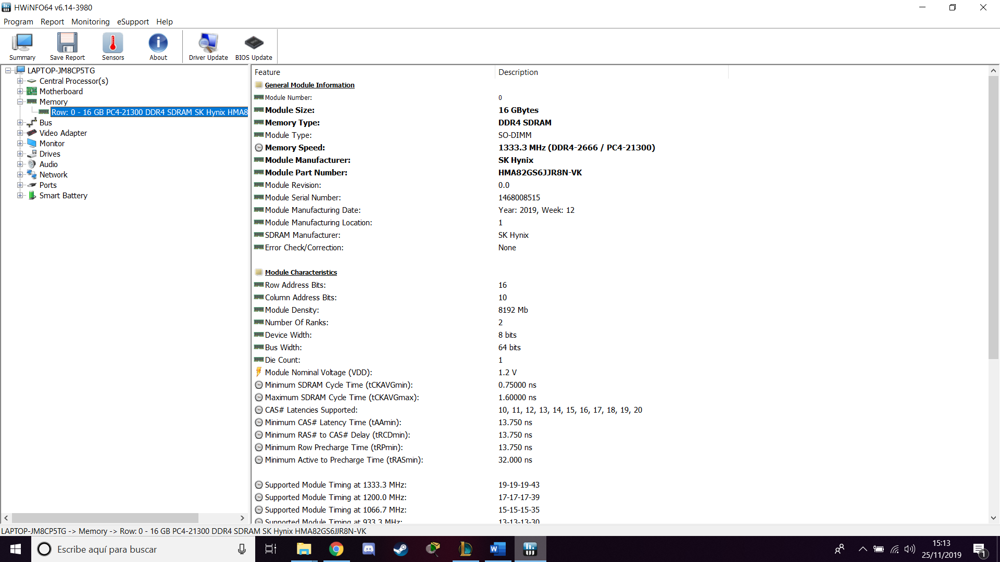 HWiNFO64 v6.14-3980
Program Report Monitoring eSupport Help
Summary Save Report Sensors About Driver Update BIOS Update
LAPTOP-JM8CP5TG
Central Processor(s)
Motherboard
Memory
Row: 0 - 16 GB PC4-21300 DDR4 SDRAM SK Hynix HMA8
Bus
Video Adapter
Monitor
Drives
Audio
Network
Ports
Smart Battery
Feature Description
General Module Information
Module Number: 0
Module Size: 16 GBytes
Memory Type: DDR4 SDRAM
Module Type: SO-DIMM
Memory Speed: 1333.3 MHz (DDR4-2666 / PC4-21300)
Module Manufacturer: SK Hynix
Module Part Number: HMA82GS6JJR8N-VK
Module Revision: 0.0
Module Serial Number: 1468008515
Module Manufacturing Date: Year: 2019, Week: 12
Module Manufacturing Location: 1
SDRAM Manufacturer: SK Hynix
Error Check/Correction: None
Module Characteristics
Row Address Bits: 16
Column Address Bits: 10
Module Density: 8192 Mb
Number Of Ranks: 2
Device Width: 8 bits
Bus Width: 64 bits
Die Count: 1
Module Nominal Voltage (VDD): 1.2 V
Minimum SDRAM Cycle Time (tCKAVGmin): 0.75000 ns
Maximum SDRAM Cycle Time (tCKAVGmax): 1.60000 ns
CAS# Latencies Supported: 10, 11, 12, 13, 14, 15, 16, 17, 18, 19, 20
Minimum CAS# Latency Time (tAAmin): 13.750 ns
Minimum RAS# to CAS# Delay (tRCDmin): 13.750 ns
Minimum Row Precharge Time (tRPmin): 13.750 ns
Minimum Active to Precharge Time (tRASmin): 32.000 ns
Supported Module Timing at 1333.3 MHz: 19-19-19-43
Supported Module Timing at 1200.0 MHz: 17-17-17-39
Supported Module Timing at 1066.7 MHz: 15-15-15-35
Supported Module Timing at 933.3 MHz: 13-13-13-30
LAPTOP-JM8CP5TG -> Memory -> Row: 0 - 16 GB PC4-21300 DDR4 SDRAM SK Hynix HMA82GS6JJR8N-VK
Escribe aquí para buscar
15:13
25/11/2019
1